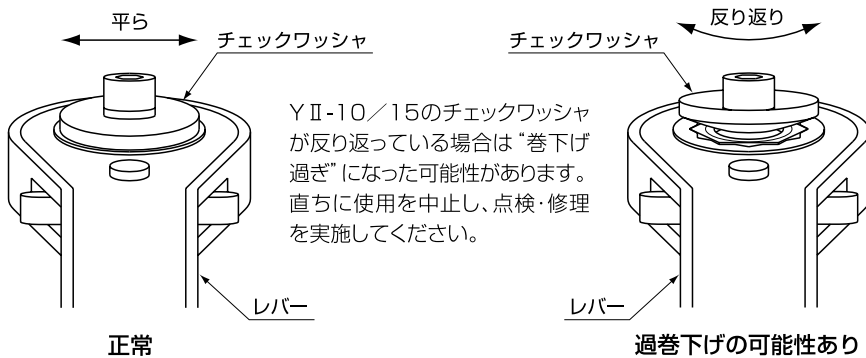 平ら
チェックワッシャ
反り返り
チェックワッシャ
YⅡ-10／15のチェックワッシャ
が反り返っている場合は“巻下げ
過ぎ”になった可能性があります。
直ちに使用を中止し、点検･修理
を実施してください。
レバー
レバー
正常
過巻下げの可能性あり